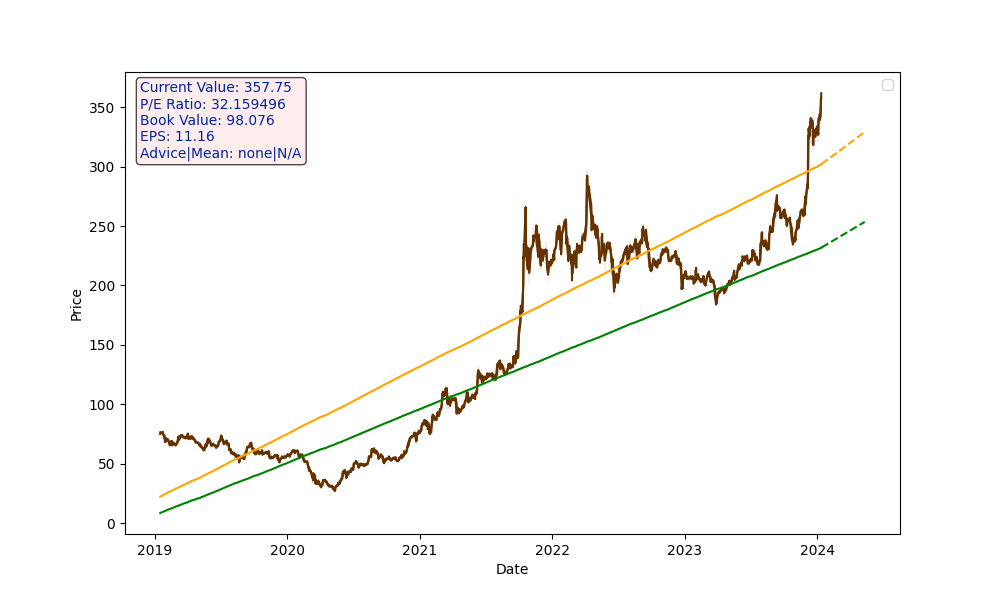 Current Value: 357.75
P/E Ratio: 32.159496
Book Value: 98.076
EPS: 11.16
Advice|Mean: none|N/A
350
300
250
200
150
100
50
0
Price
2019 2020 2021 2022 2023 2024
Date